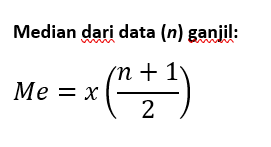 Median dari data (n) ganjil:
Me = x ((n + 1)/2)